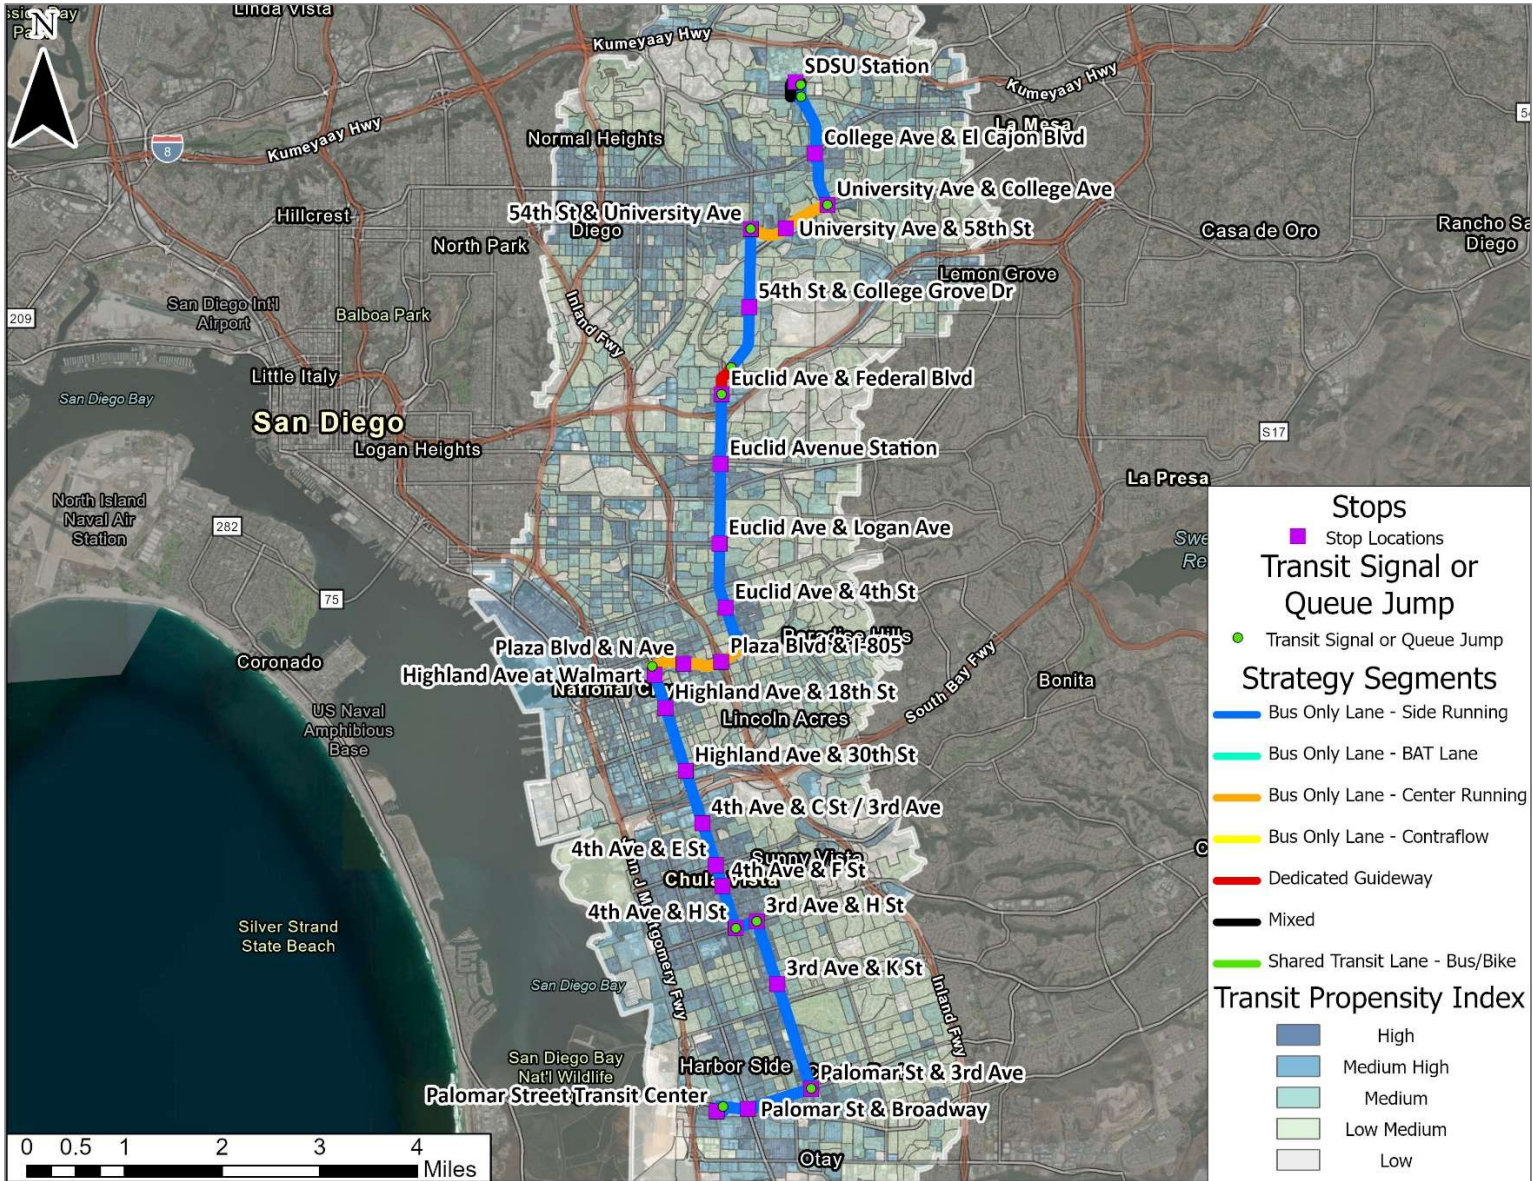 Linda Vista
N
Kumeyaay Hwy
SDSU Station
Kumeyaay Hwy
La Mesa
8
Kumeyaay Hwy
Normal Heights
College Ave & El Cajon Blvd
University Ave & College Ave
Hillcrest
54th St & University Ave
Diego
University Ave & 58th St
North Park
Casa de Oro
Rancho Sa
Diego
Lemon Grove
54th St & College Grove Dr
San Diego Int'l
Airport
Balboa Park
209
Inland Fwy
Little Italy
Euclid Ave & Federal Blvd
San Diego Bay
San Diego
Logan Heights
Euclid Avenue Station
S17
La Presa
North Island
Naval Air
Station
282
Euclid Ave & Logan Ave
75
Euclid Ave & 4th St
Paradise Hills
Plaza Blvd & N Ave
Plaza Blvd & I-805
Coronado
Highland Ave at Walmart
Highland Ave & 18th St
South Bay Fwy
Bonita
Lincoln Acres
US Naval
Amphibious
Base
Highland Ave & 30th St
4th Ave & C St / 3rd Ave
4th Ave & E St
Sunny Vista
4th Ave & F St
Chula Vista
4th Ave & H St
3rd Ave & H St
Silver Strand
State Beach
3rd Ave & K St
San Diego Bay
Inland Fwy
San Diego Bay
Nat'l Wildlife
Harbor Side
Palomar St & 3rd Ave
Palomar Street Transit Center
Palomar St & Broadway
Otay
0 0.5 1 2 3 4
Miles
Stops
Stop Locations
Transit Signal or
Queue Jump
Transit Signal or Queue Jump
Strategy Segments
Bus Only Lane - Side Running
Bus Only Lane - BAT Lane
Bus Only Lane - Center Running
Bus Only Lane - Contraflow
Dedicated Guideway
Mixed
Shared Transit Lane - Bus/Bike
Transit Propensity Index
High
Medium High
Medium
Low Medium
Low